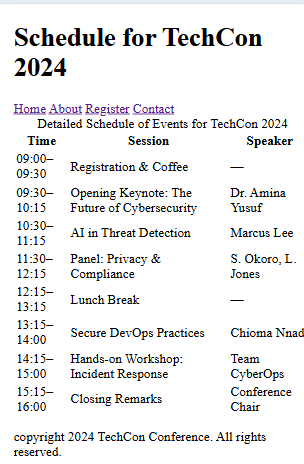 Schedule for TechCon
2024
Home About Register Contact
Detailed Schedule of Events for TechCon 2024
Time Session Speaker
09:00–
09:30 Registration & Coffee —
09:30– Opening Keynote: The Dr. Amina
10:15 Future of Cybersecurity Yusuf
10:30–
11:15 AI in Threat Detection Marcus Lee
11:30– Panel: Privacy & S. Okoro, L.
12:15 Compliance Jones
12:15–
13:15 Lunch Break —
13:15–
14:00 Secure DevOps Practices Chioma Nnad
14:15– Hands-on Workshop: Team
15:00 Incident Response CyberOps
15:15– Conference
16:00 Closing Remarks Chair
copyright 2024 TechCon Conference. All rights
reserved.